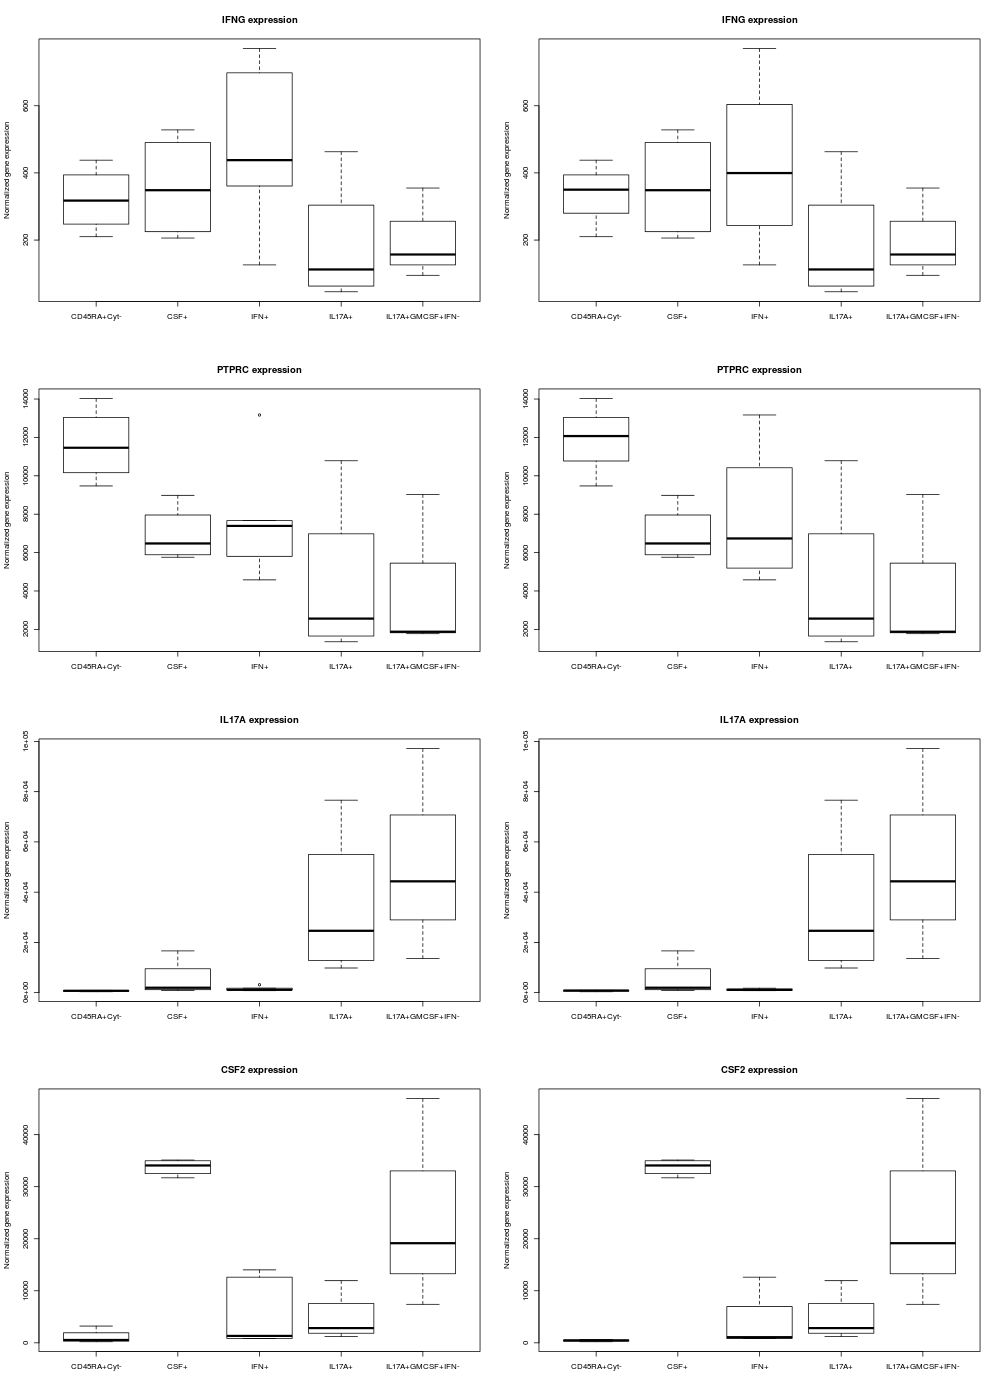 IFNG expression
IFNG expression
Normalized gene expression
200
400
600
CD45RA+Cyt-
CSF+
IFN+
IL17A+
IL17A+GMCSF+IFN-
Normalized gene expression
200
400
600
CD45RA+Cyt-
CSF+
IFN+
IL17A+
IL17A+GMCSF+IFN-
PTPRC expression
PTPRC expression
Normalized gene expression
2000
4000
6000
8000
10000
12000
14000
CD45RA+Cyt-
CSF+
IFN+
IL17A+
IL17A+GMCSF+IFN-
Normalized gene expression
2000
4000
6000
8000
10000
12000
14000
CD45RA+Cyt-
CSF+
IFN+
IL17A+
IL17A+GMCSF+IFN-
IL17A expression
IL17A expression
Normalized gene expression
0e+00
2e+04
4e+04
6e+04
8e+04
1e+05
CD45RA+Cyt-
CSF+
IFN+
IL17A+
IL17A+GMCSF+IFN-
Normalized gene expression
0e+00
2e+04
4e+04
6e+04
8e+04
1e+05
CD45RA+Cyt-
CSF+
IFN+
IL17A+
IL17A+GMCSF+IFN-
CSF2 expression
CSF2 expression
Normalized gene expression
0
10000
20000
30000
40000
CD45RA+Cyt-
CSF+
IFN+
IL17A+
IL17A+GMCSF+IFN-
Normalized gene expression
0
10000
20000
30000
40000
CD45RA+Cyt-
CSF+
IFN+
IL17A+
IL17A+GMCSF+IFN-